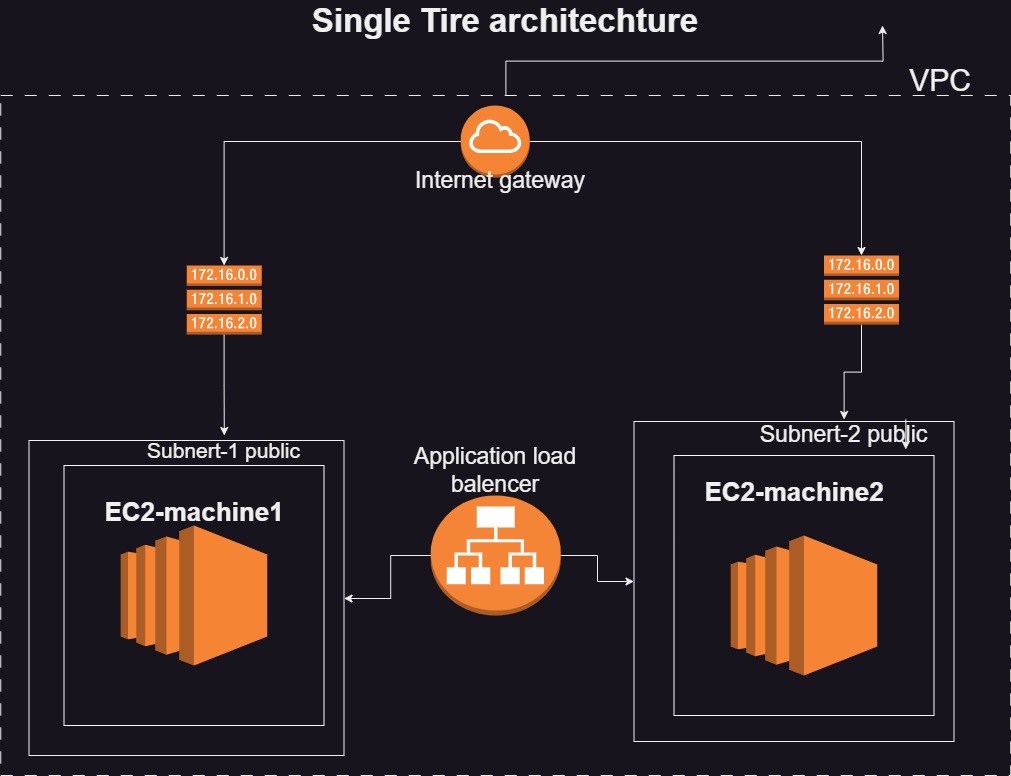 Single Tire architechture
VPC
Internet gateway
172.16.0.0
172.16.1.0
172.16.2.0
172.16.0.0
172.16.1.0
172.16.2.0
Subnert-1 public
EC2-machine1
Application load
balencer
Subnert-2 public
EC2-machine2